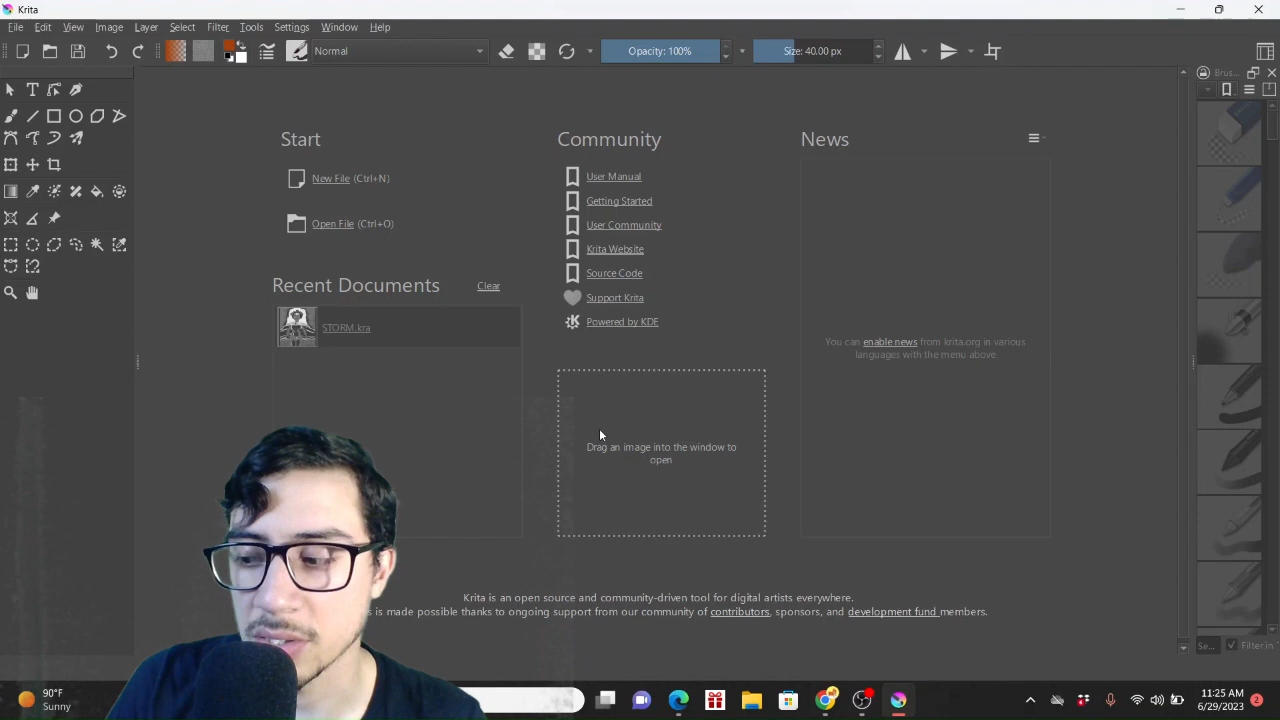 Krita
File Edit View Image Layer Select Filter Tools Settings Window Help
Normal
Opacity: 100%
Size: 40.00 px
Brus...
Start
New File (Ctrl+N)
Open File (Ctrl+O)
Recent Documents
Clear
STORM.kra
Community
User Manual
Getting Started
User Community
Krita Website
Source Code
Support Krita
Powered by KDE
Drag an image into the window to
open
News
You can enable news from krita.org in various
languages with the menu above.
Krita is an open source and community-driven tool for digital artists everywhere.
is made possible thanks to ongoing support from our community of contributors, sponsors, and development fund members.
Se...
Filter in
90°F
Sunny
11:25 AM
6/29/2023
2